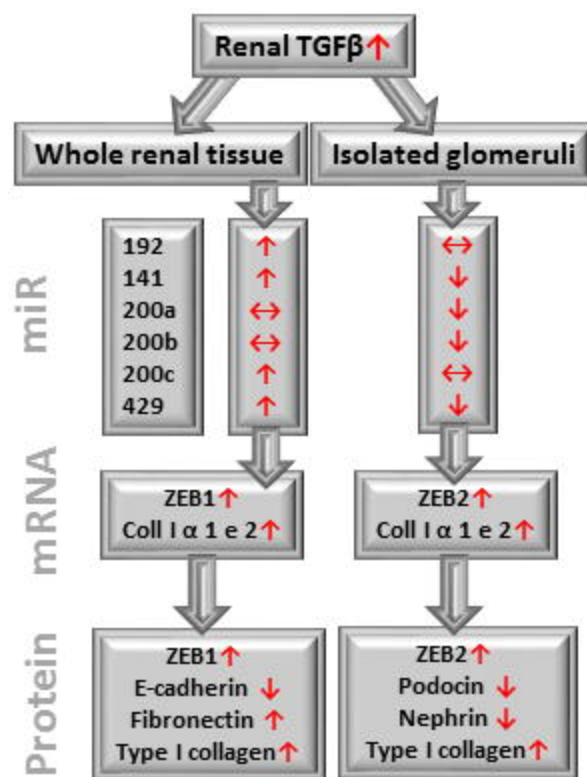 Renal TGFβ↑
Whole renal tissue
Isolated glomeruli
miR
192 ↑ ↔
141 ↑ ↓
200a ↔ ↓
200b ↔ ↓
200c ↑ ↔
429 ↑ ↓
mRNA
ZEB1↑
Coll I α 1 e 2↑
ZEB2↑
Coll I α 1 e 2↑
Protein
ZEB1↑
E-cadherin ↓
Fibronectin ↑
Type I collagen↑
ZEB2↑
Podocin ↓
Nephrin ↓
Type I collagen↑